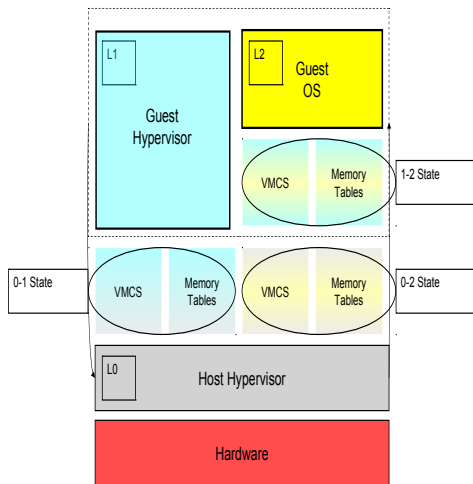 L1
Guest
Hypervisor
L2
Guest
OS
VMCS
Memory
Tables
1-2 State
0-1 State
VMCS
Memory
Tables
VMCS
Memory
Tables
0-2 State
L0
Host Hypervisor
Hardware